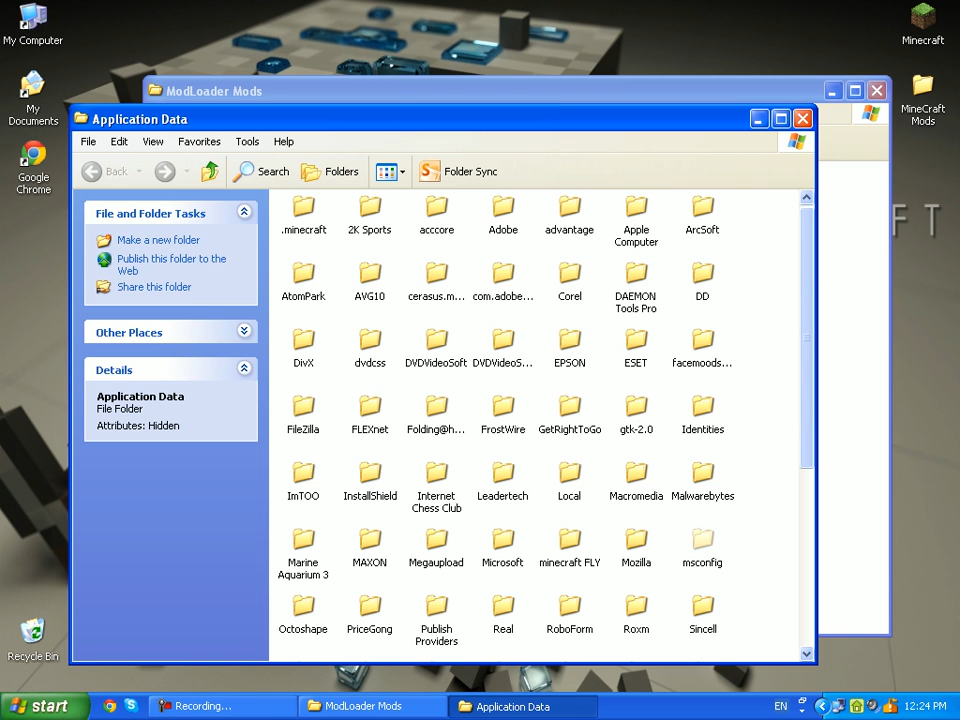 My Computer
My
Documents
Google
Chrome
Recycle Bin
Minecraft
MineCraft
Mods
FT
ModLoader Mods
Application Data
File Edit View Favorites Tools Help
Back Search Folders Folder Sync
File and Folder Tasks
Make a new folder
Publish this folder to the
Web
Share this folder
Other Places
Details
Application Data
File Folder
Attributes: Hidden
.minecraft 2K Sports acccore Adobe advantage Apple Computer ArcSoft
AtomPark AVG10 cerasus.m... com.adobe... Corel DAEMON Tools Pro DD
DivX dvdcss DVDVideoSoft DVDVideoS... EPSON ESET facemoods...
FileZilla FLEXnet Folding@h... FrostWire GetRightToGo gtk-2.0 Identities
ImTOO InstallShield Internet Chess Club Leadertech Local Macromedia Malwarebytes
Marine Aquarium 3 MAXON Megaupload Microsoft minecraft FLY Mozilla msconfig
Octoshape PriceGong Publish Providers Real RoboForm Roxm Sincell
start Recording... ModLoader Mods Application Data EN 12:24 PM